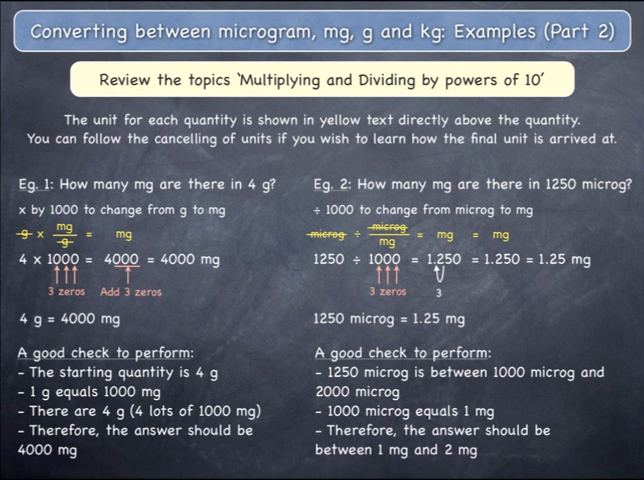 Converting between microgram, mg, g and kg: Examples (Part 2)
Review the topics ‘Multiplying and Dividing by powers of 10’
The unit for each quantity is shown in yellow text directly above the quantity.
You can follow the cancelling of units if you wish to learn how the final unit is arrived at.
Eg. 1: How many mg are there in 4 g?
x by 1000 to change from g to mg
g x mg/g = mg
4 x 1000 = 4000 = 4000 mg
3 zeros Add 3 zeros
4 g = 4000 mg
A good check to perform:
- The starting quantity is 4 g
- 1 g equals 1000 mg
- There are 4 g (4 lots of 1000 mg)
- Therefore, the answer should be
4000 mg
Eg. 2: How many mg are there in 1250 microg?
÷ 1000 to change from microg to mg
microg ÷ microg/mg = mg = mg
1250 ÷ 1000 = 1.250 = 1.250 = 1.25 mg
3 zeros 3
1250 microg = 1.25 mg
A good check to perform:
- 1250 microg is between 1000 microg and
2000 microg
- 1000 microg equals 1 mg
- Therefore, the answer should be
between 1 mg and 2 mg